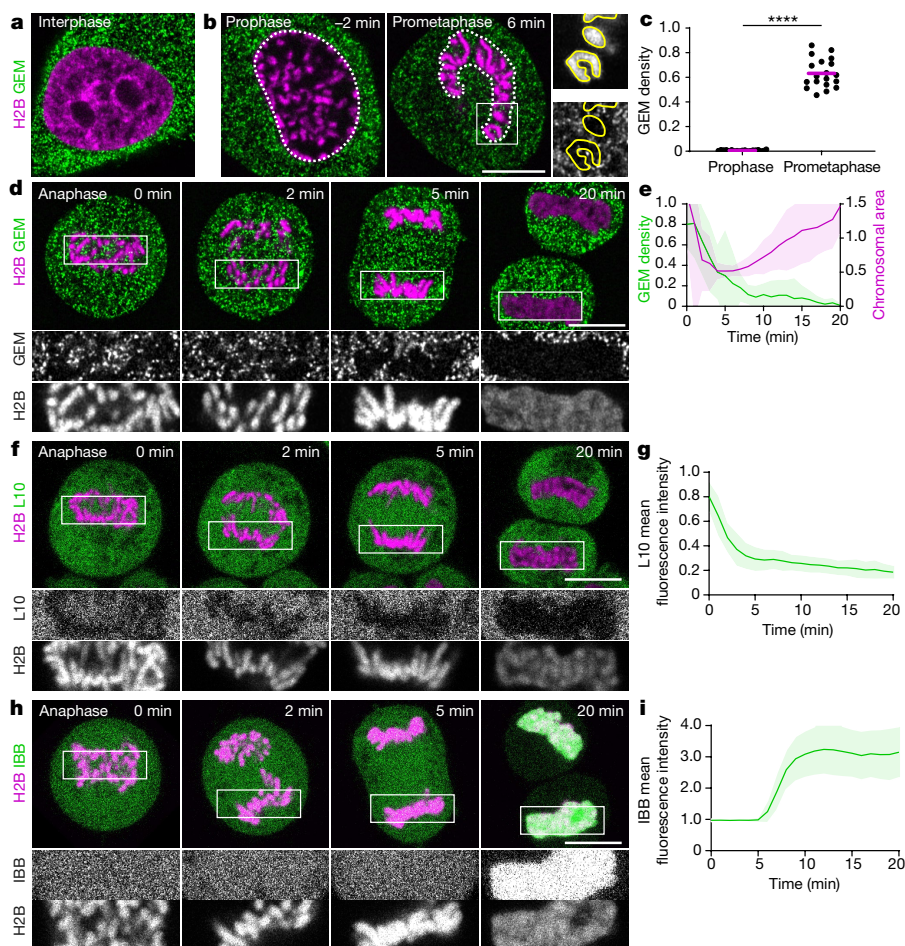 a
Interphase
H2B GEM
b
Prophase
−2 min
Prometaphase
6 min
c
****
GEM density
1.0
0.8
0.6
0.4
0.2
0
Prophase
Prometaphase
d
Anaphase
0 min
2 min
5 min
20 min
H2B GEM
GEM
H2B
e
GEM density
1.0
0.8
0.6
0.4
0.2
0
1.5
1.0
0.5
0
Chromosomal area
0 5 10 15 20
Time (min)
f
Anaphase
0 min
2 min
5 min
20 min
H2B L10
L10
H2B
g
L10 mean
fluorescence intensity
1.0
0.8
0.6
0.4
0.2
0
0 5 10 15 20
Time (min)
h
Anaphase
0 min
2 min
5 min
20 min
H2B IBB
IBB
H2B
i
IBB mean
fluorescence intensity
4.0
3.0
2.0
1.0
0
0 5 10 15 20
Time (min)